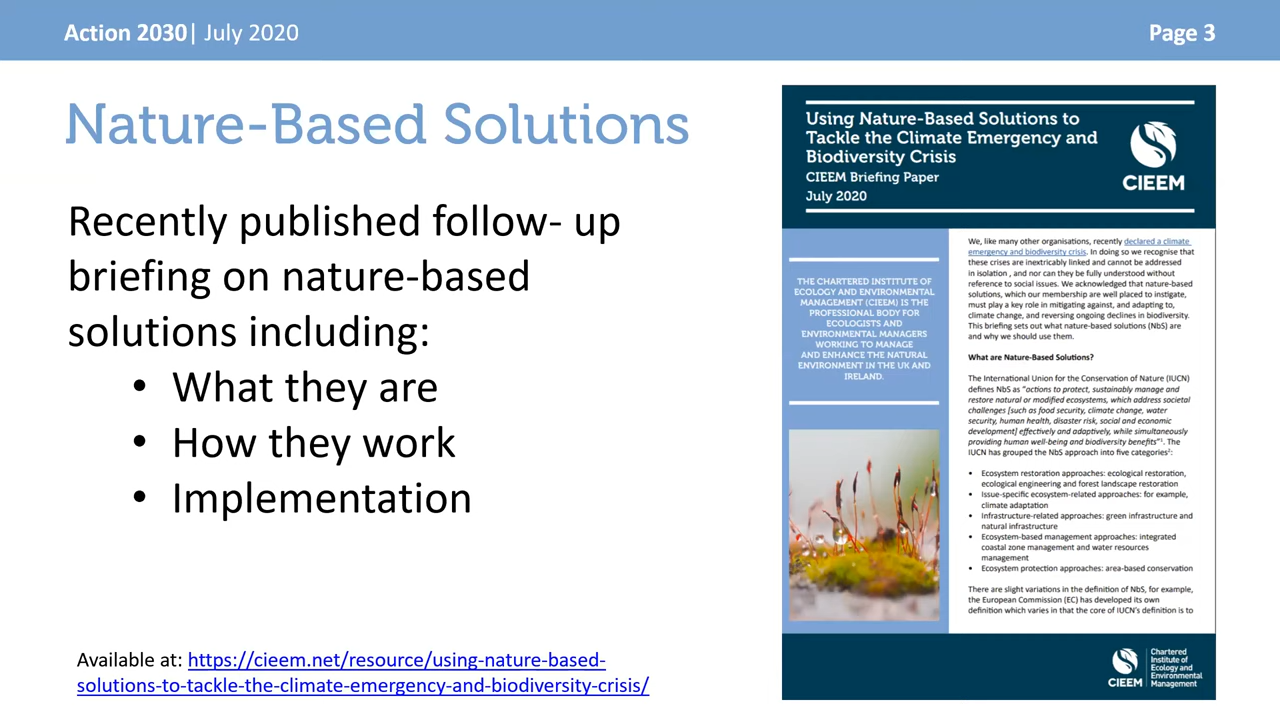 Action 2030| July 2020
Page 3
Nature-Based Solutions
Recently published follow- up
briefing on nature-based
solutions including:
• What they are
• How they work
• Implementation
Available at: https://cieem.net/resource/using-nature-based-
solutions-to-tackle-the-climate-emergency-and-biodiversity-crisis/
Using Nature-Based Solutions to
Tackle the Climate Emergency and
Biodiversity Crisis
CIEEM Briefing Paper
July 2020
CIEEM
THE CHARTERED INSTITUTE OF
ECOLOGY AND ENVIRONMENTAL
MANAGEMENT (CIEEM) IS THE
PROFESSIONAL BODY FOR
ECOLOGISTS AND
ENVIRONMENTAL MANAGERS
WORKING TO MANAGE
AND ENHANCE THE NATURAL
ENVIRONMENT IN THE UK AND
IRELAND.
We, like many other organisations, recently declared a climate
emergency and biodiversity crisis. In doing so we recognise that
these crises are inextricably linked and cannot be addressed
in isolation , and nor can they be fully understood without
reference to social issues. We acknowledged that nature-based
solutions, which our membership are well placed to instigate,
must play a key role in mitigating against, and adapting to,
climate change, and reversing ongoing declines in biodiversity.
This briefing sets out what nature-based solutions (NbS) are
and why we should use them.
What are Nature-Based Solutions?
The International Union for the Conservation of Nature (IUCN)
defines NbS as “actions to protect, sustainably manage and
restore natural or modified ecosystems, which address societal
challenges [such as food security, climate change, water
security, human health, disaster risk, social and economic
development] effectively and adaptively, while simultaneously
providing human well-being and biodiversity benefits”¹. The
IUCN has grouped the NbS approach into five categories²:
• Ecosystem restoration approaches: ecological restoration,
ecological engineering and forest landscape restoration
• Issue-specific ecosystem-related approaches: for example,
climate adaptation
• Infrastructure-related approaches: green infrastructure and
natural infrastructure
• Ecosystem-based management approaches: integrated
coastal zone management and water resources
management
• Ecosystem protection approaches: area-based conservation
There are slight variations in the definition of NbS, for example,
the European Commission (EC) has developed its own
definition which varies in that the core of IUCN’s definition is to
CIEEM
Chartered
Institute of
Ecology and
Environmental
Management